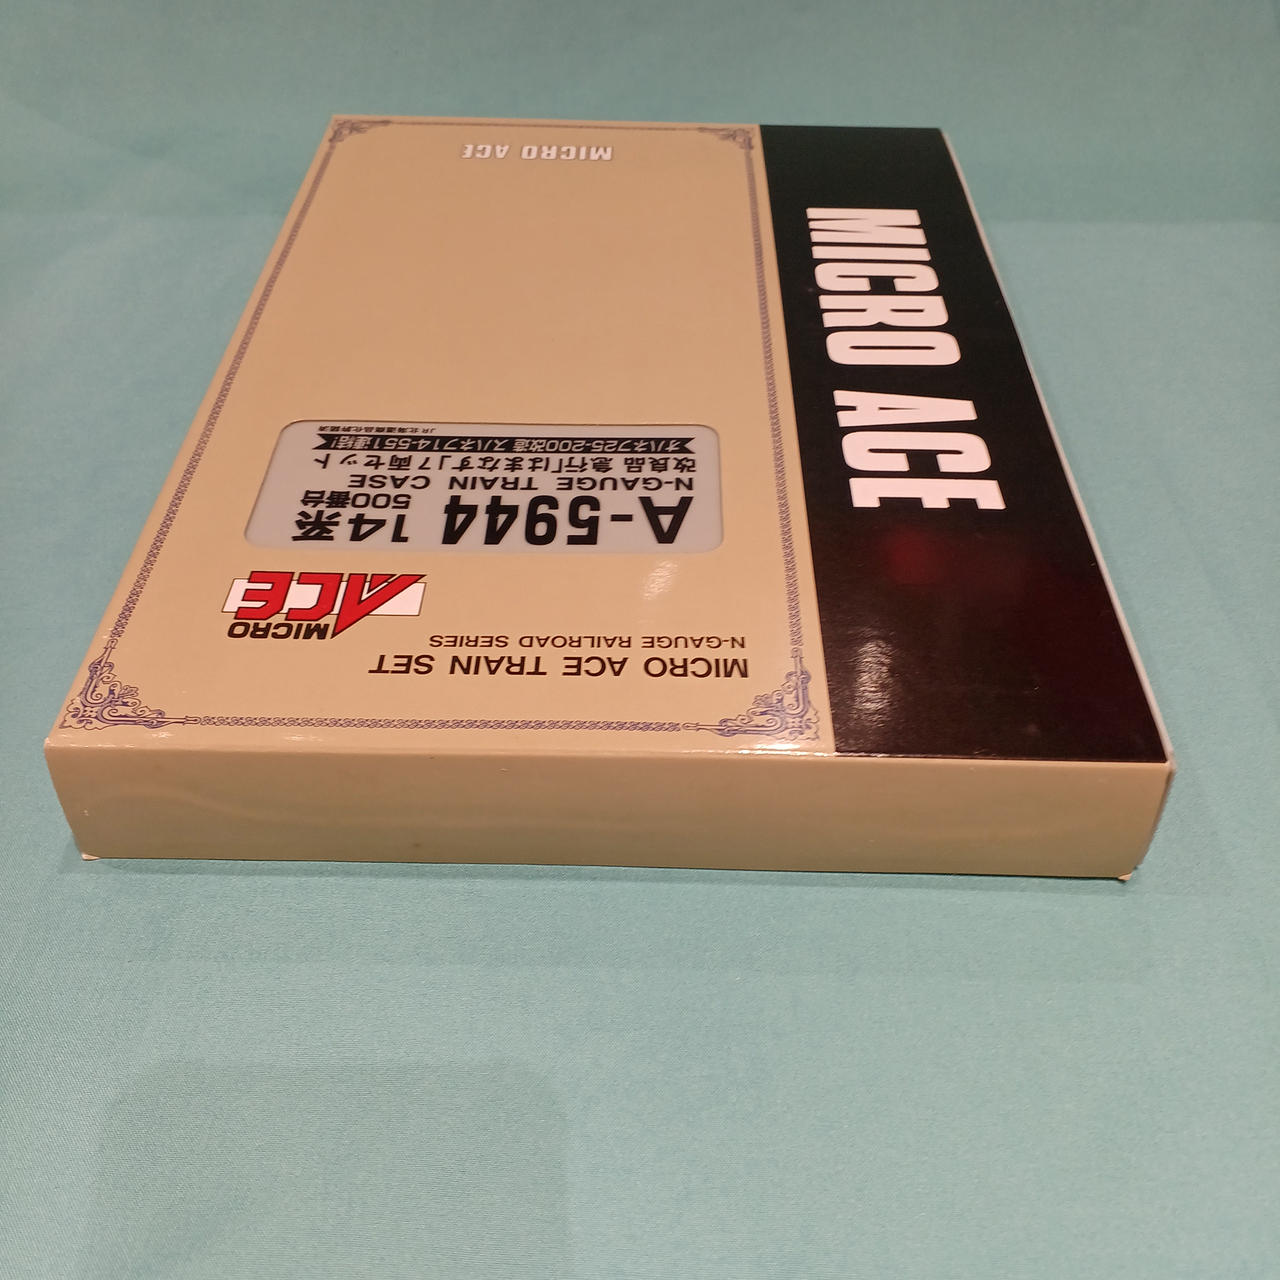 MICRO ACE TRAIN SET
N-GAUGE RAILROAD SERIES
MICRO
ACE
A-5944 14系
500番台
N-GAUGE TRAIN CASE
改良品 急行「はまなす」7両セット
オハネフ25-200改造 スハネフ14-551連結!
JR北海道商品化許諾済
MICRO ACE
MICRO ACE